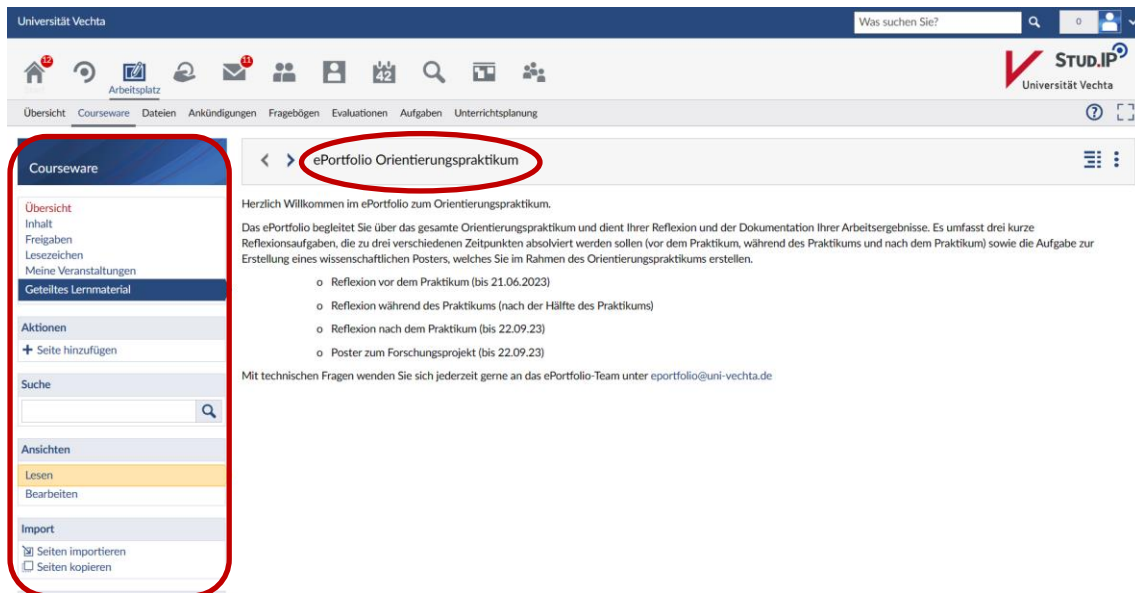 Universität Vechta
Was suchen Sie?
0
12
11
42
Arbeitsplatz
STUD.IP
Universität Vechta
Übersicht Courseware Dateien Ankündigungen Fragebögen Evaluationen Aufgaben Unterrichtsplanung
Courseware
Übersicht
Inhalt
Freigaben
Lesezeichen
Meine Veranstaltungen
Geteiltes Lernmaterial
Aktionen
+ Seite hinzufügen
Suche
Ansichten
Lesen
Bearbeiten
Import
Seiten importieren
Seiten kopieren
ePortfolio Orientierungspraktikum
Herzlich Willkommen im ePortfolio zum Orientierungspraktikum.
Das ePortfolio begleitet Sie über das gesamte Orientierungspraktikum und dient Ihrer Reflexion und der Dokumentation Ihrer Arbeitsergebnisse. Es umfasst drei kurze
Reflexionsaufgaben, die zu drei verschiedenen Zeitpunkten absolviert werden sollen (vor dem Praktikum, während des Praktikums und nach dem Praktikum) sowie die Aufgabe zur
Erstellung eines wissenschaftlichen Posters, welches Sie im Rahmen des Orientierungspraktikums erstellen.
o Reflexion vor dem Praktikum (bis 21.06.2023)
o Reflexion während des Praktikums (nach der Hälfte des Praktikums)
o Reflexion nach dem Praktikum (bis 22.09.23)
o Poster zum Forschungsprojekt (bis 22.09.23)
Mit technischen Fragen wenden Sie sich jederzeit gerne an das ePortfolio-Team unter eportfolio@uni-vechta.de